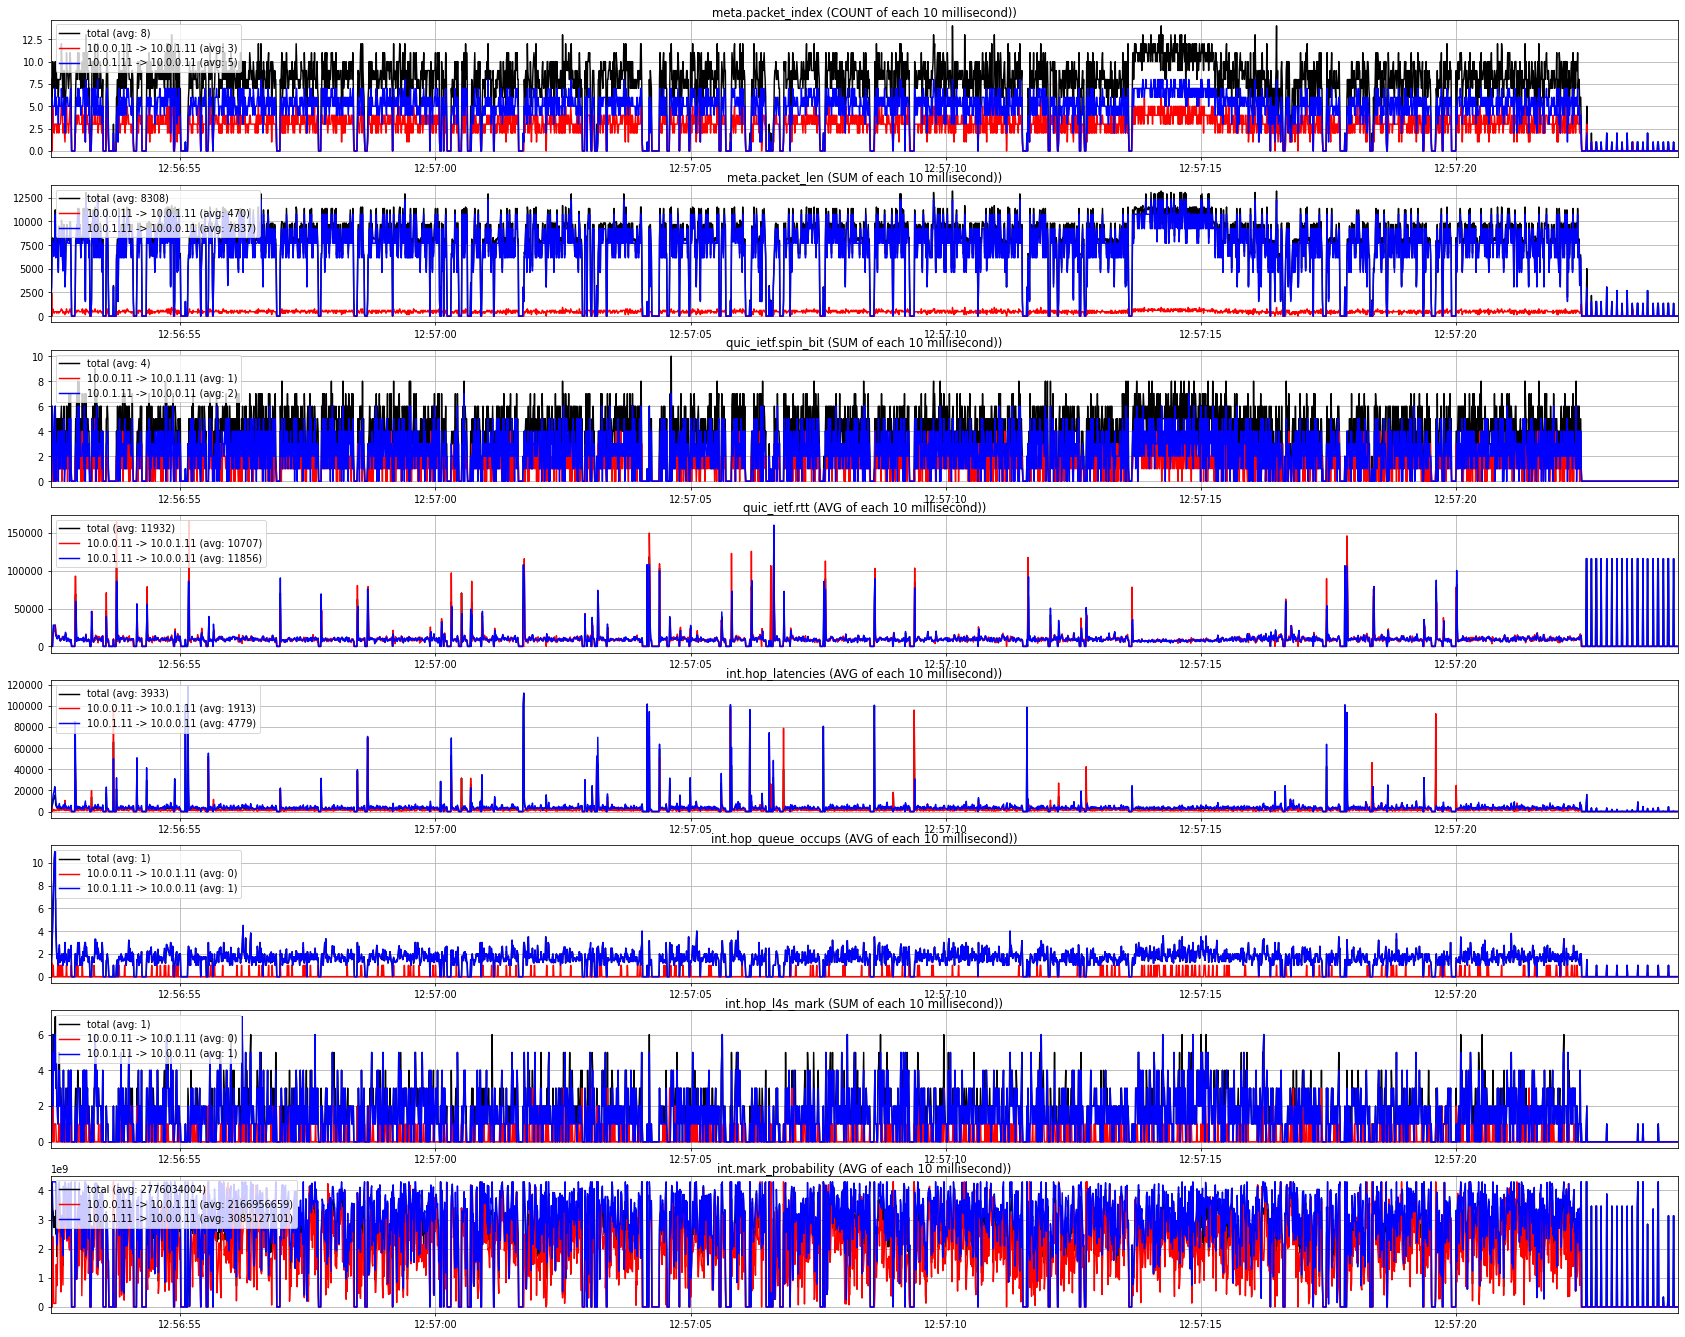 meta.packet_index (COUNT of each 10 millisecond))
total (avg: 8)
10.0.0.11 -> 10.0.1.11 (avg: 3)
10.0.1.11 -> 10.0.0.11 (avg: 5)
12.5
10.0
7.5
5.0
2.5
0.0
12:56:55 12:57:00 12:57:05 12:57:10 12:57:15 12:57:20
meta.packet_len (SUM of each 10 millisecond))
total (avg: 8308)
10.0.0.11 -> 10.0.1.11 (avg: 470)
10.0.1.11 -> 10.0.0.11 (avg: 7837)
12500
10000
7500
5000
2500
0
12:56:55 12:57:00 12:57:05 12:57:10 12:57:15 12:57:20
quic_ietf.spin_bit (SUM of each 10 millisecond))
total (avg: 4)
10.0.0.11 -> 10.0.1.11 (avg: 1)
10.0.1.11 -> 10.0.0.11 (avg: 2)
10
8
6
4
2
0
12:56:55 12:57:00 12:57:05 12:57:10 12:57:15 12:57:20
quic_ietf.rtt (AVG of each 10 millisecond))
total (avg: 11932)
10.0.0.11 -> 10.0.1.11 (avg: 10707)
10.0.1.11 -> 10.0.0.11 (avg: 11856)
150000
100000
50000
0
12:56:55 12:57:00 12:57:05 12:57:10 12:57:15 12:57:20
int.hop_latencies (AVG of each 10 millisecond))
total (avg: 3933)
10.0.0.11 -> 10.0.1.11 (avg: 1913)
10.0.1.11 -> 10.0.0.11 (avg: 4779)
120000
100000
80000
60000
40000
20000
0
12:56:55 12:57:00 12:57:05 12:57:10 12:57:15 12:57:20
int.hop_queue_occups (AVG of each 10 millisecond))
total (avg: 1)
10.0.0.11 -> 10.0.1.11 (avg: 0)
10.0.1.11 -> 10.0.0.11 (avg: 1)
10
8
6
4
2
0
12:56:55 12:57:00 12:57:05 12:57:10 12:57:15 12:57:20
int.hop_l4s_mark (SUM of each 10 millisecond))
total (avg: 1)
10.0.0.11 -> 10.0.1.11 (avg: 0)
10.0.1.11 -> 10.0.0.11 (avg: 1)
6
4
2
0
12:56:55 12:57:00 12:57:05 12:57:10 12:57:15 12:57:20
1e9
int.mark_probability (AVG of each 10 millisecond))
total (avg: 2776034004)
10.0.0.11 -> 10.0.1.11 (avg: 2166956659)
10.0.1.11 -> 10.0.0.11 (avg: 3085127101)
4
3
2
1
0
12:56:55 12:57:00 12:57:05 12:57:10 12:57:15 12:57:20